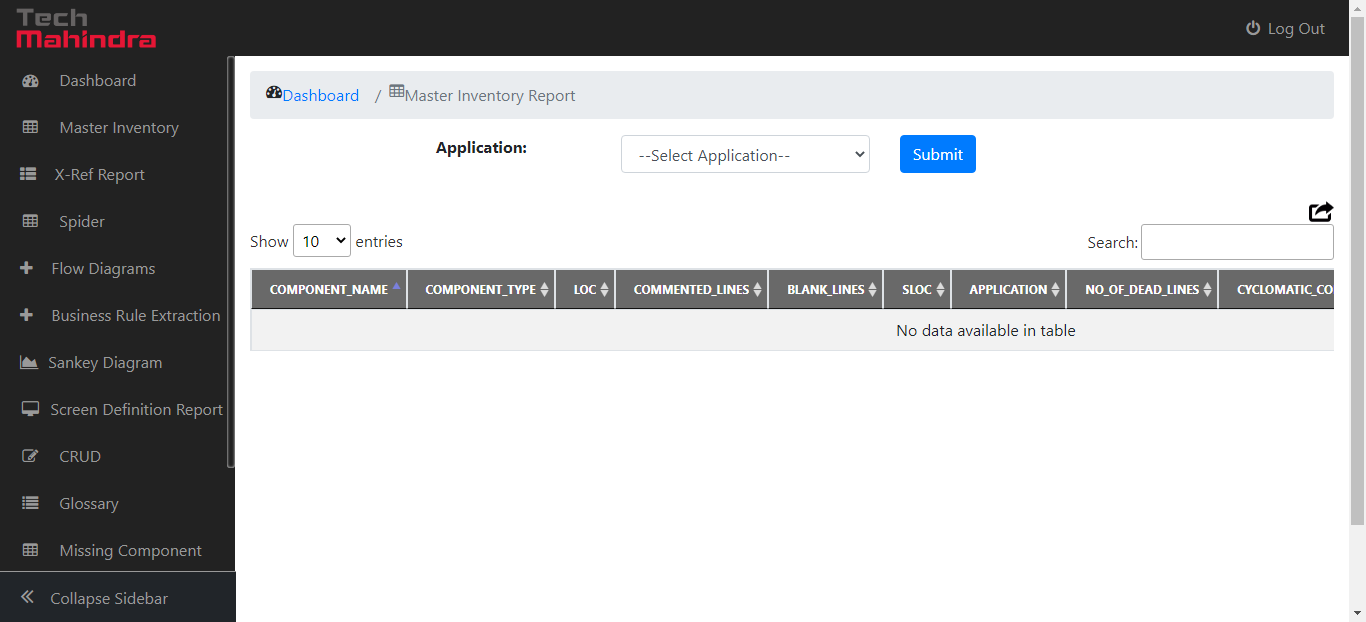 Tech
Mahindra
Log Out
Dashboard
Master Inventory
X-Ref Report
Spider
Flow Diagrams
Business Rule Extraction
Sankey Diagram
Screen Definition Report
CRUD
Glossary
Missing Component
Collapse Sidebar
Dashboard / Master Inventory Report
Application: --Select Application-- Submit
Show 10 entries Search:
COMPONENT_NAME COMPONENT_TYPE LOC COMMENTED_LINES BLANK_LINES SLOC APPLICATION NO_OF_DEAD_LINES CYCLOMATIC_CO
No data available in table